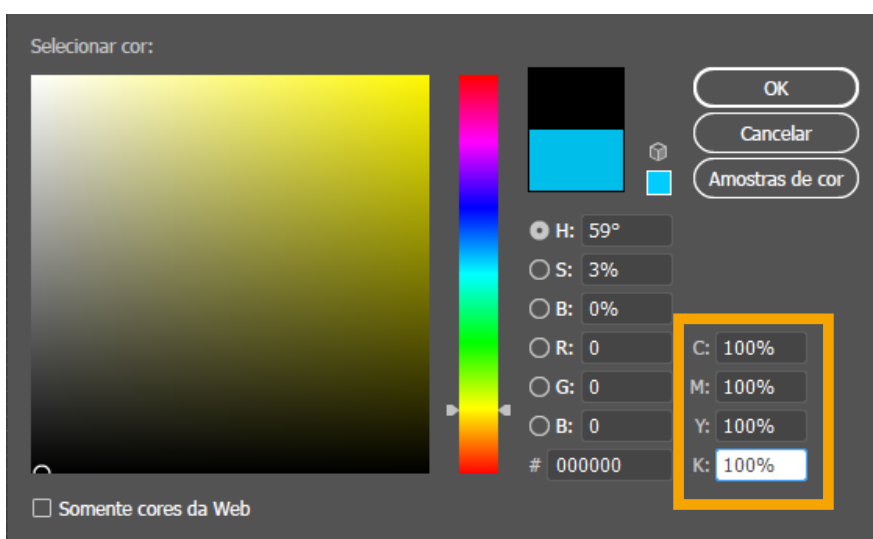 Selecionar cor:
OK
Cancelar
Amostras de cor
H: 59°
S: 3%
B: 0%
R: 0
C: 100%
G: 0
M: 100%
B: 0
Y: 100%
# 000000
K: 100%
Somente cores da Web